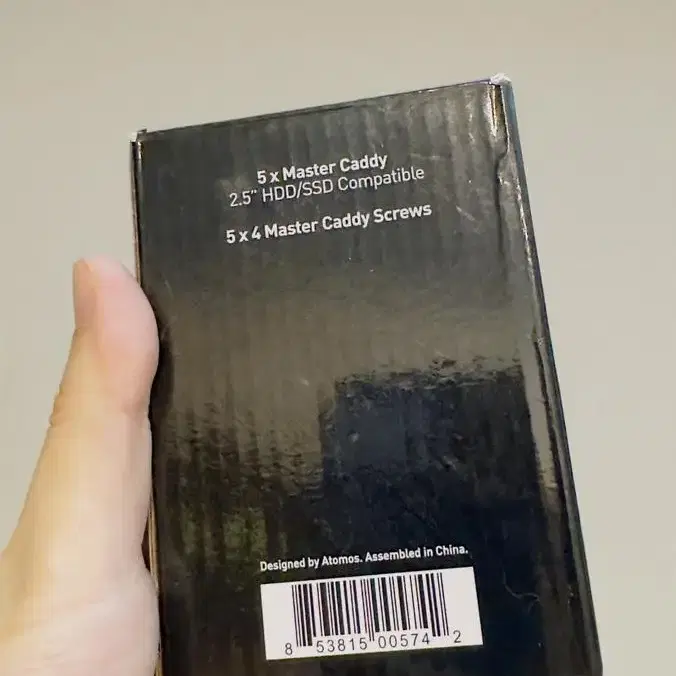 5 x Master Caddy
2.5" HDD/SSD Compatible
5 x 4 Master Caddy Screws
Designed by Atomos. Assembled in China.
8 53815 00574 2